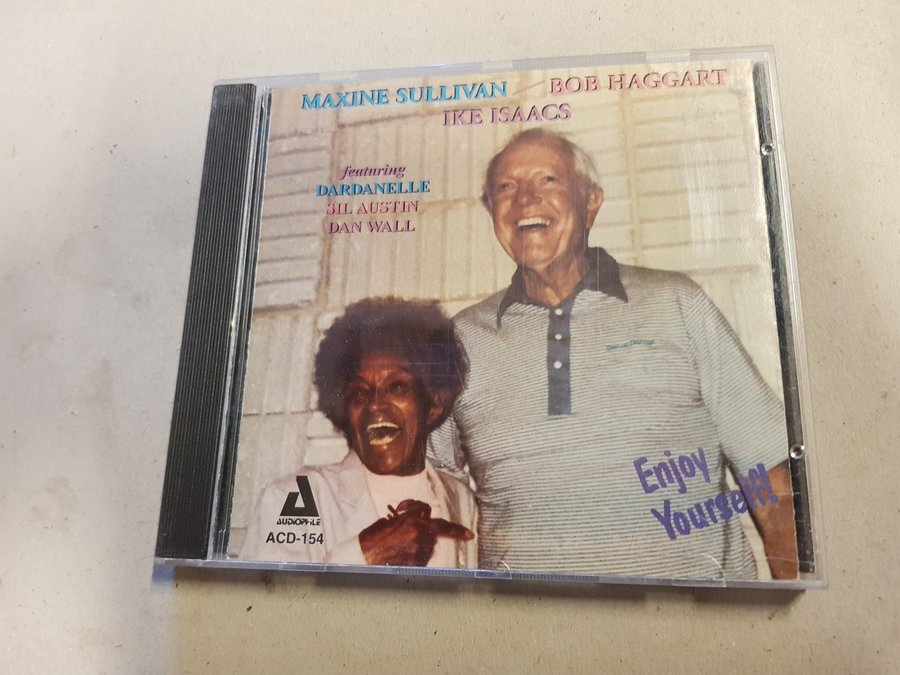 MAXINE SULLIVAN – BOB HAGGART
IKE ISAACS
featuring
DARDANELLE
SIL AUSTIN
DAN WALL
Enjoy
Yourself!
AUDIOPHILE
ACD-154